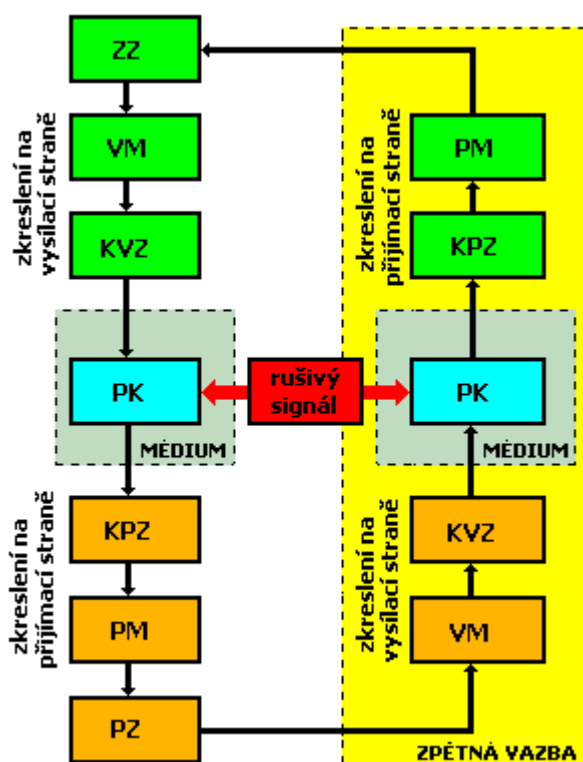 ZZ
VM
KVZ
zkreslení na
vysílací straně
PK
MÉDIUM
KPZ
PM
PZ
zkreslení na
přijímací straně
rušivý
signál
PM
KPZ
zkreslení na
přijímací straně
PK
MÉDIUM
KVZ
VM
zkreslení na
vysílací straně
ZPĚTNÁ VAZBA